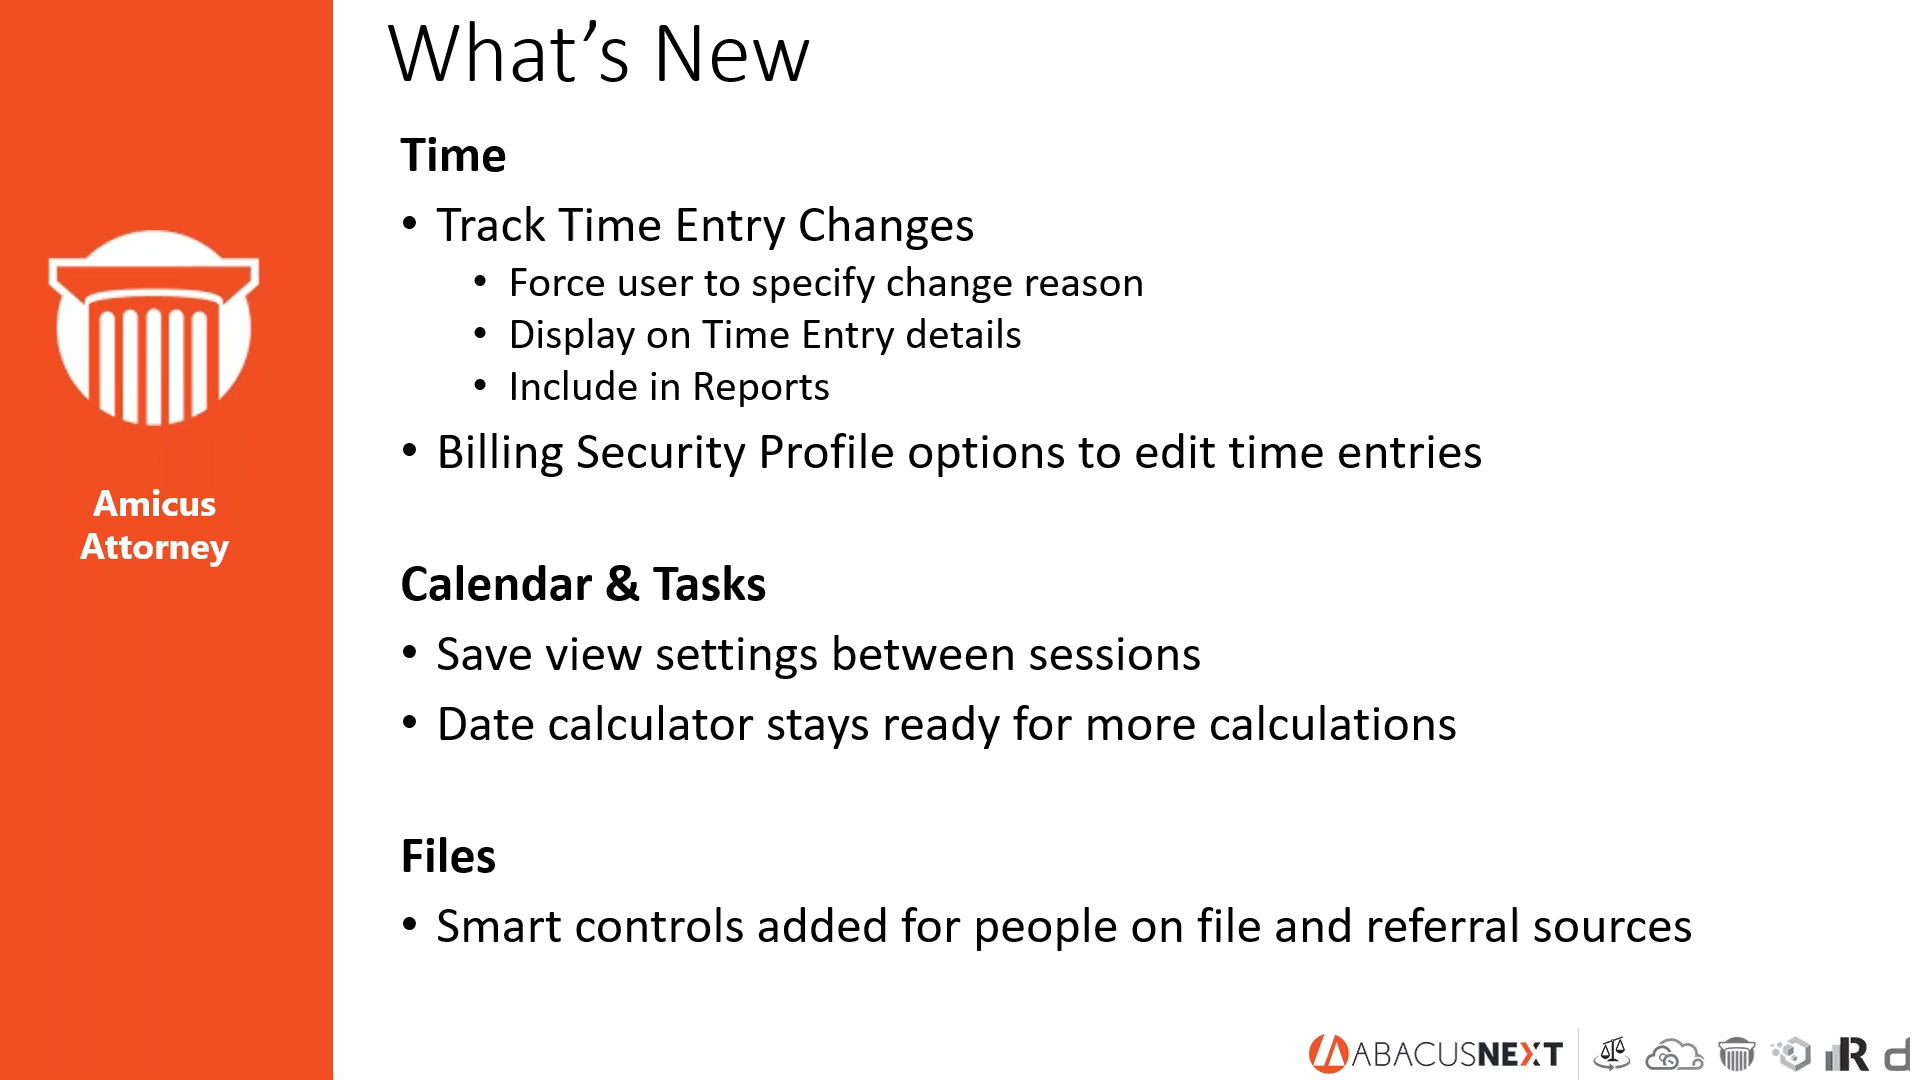 What's New
Time
• Track Time Entry Changes
• Force user to specify change reason
• Display on Time Entry details
• Include in Reports
• Billing Security Profile options to edit time entries
Calendar & Tasks
• Save view settings between sessions
• Date calculator stays ready for more calculations
Files
• Smart controls added for people on file and referral sources
Amicus
Attorney
ABACUSNEXT
R